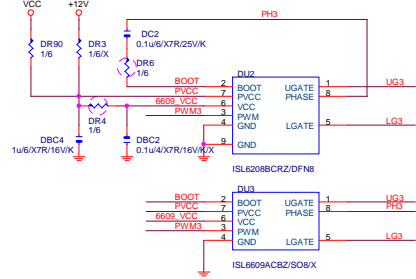 VCC
+12V
PH3
DR90
1/6
DR3
1/6/X
DC2
0.1u/6/X7R/25V/K
DR6
1/6
DU2
BOOT 2 BOOT UGATE 1 UG3
PVCC 7 PVCC PHASE 8
6609_VCC 6 VCC
PWM3 3 PWM
4 GND LGATE 5 LG3
9 GND
DR4
1/6
DBC4
1u/6/X7R/16V/K
DBC2
0.1u/4/X7R/16V/K/X
ISL6208BCRZ/DFN8
DU3
BOOT 2 BOOT UGATE 1 UG3
PVCC 7 PVCC PHASE 8 PH3
6609_VCC 6 VCC
PWM3 3 PWM
4 GND LGATE 5 LG3
ISL6609ACBZ/SO8/X